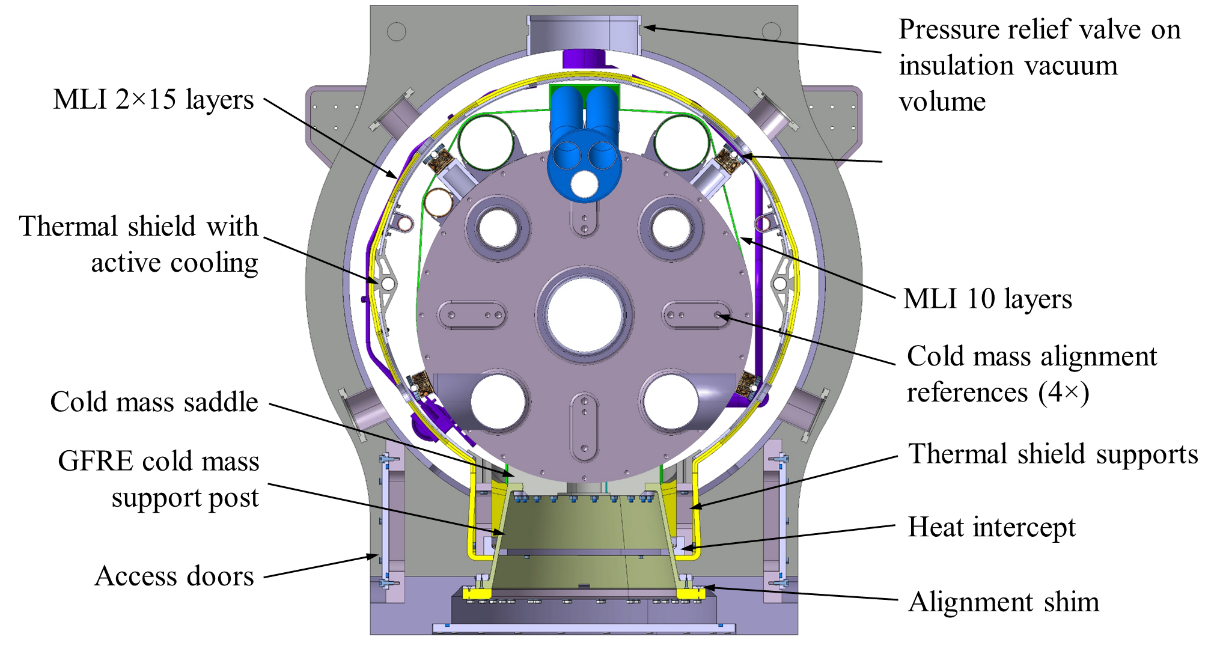 Pressure relief valve on
insulation vacuum
volume
MLI 2×15 layers
Thermal shield with
active cooling
MLI 10 layers
Cold mass alignment
references (4×)
Cold mass saddle
GFRE cold mass
support post
Thermal shield supports
Heat intercept
Access doors
Alignment shim